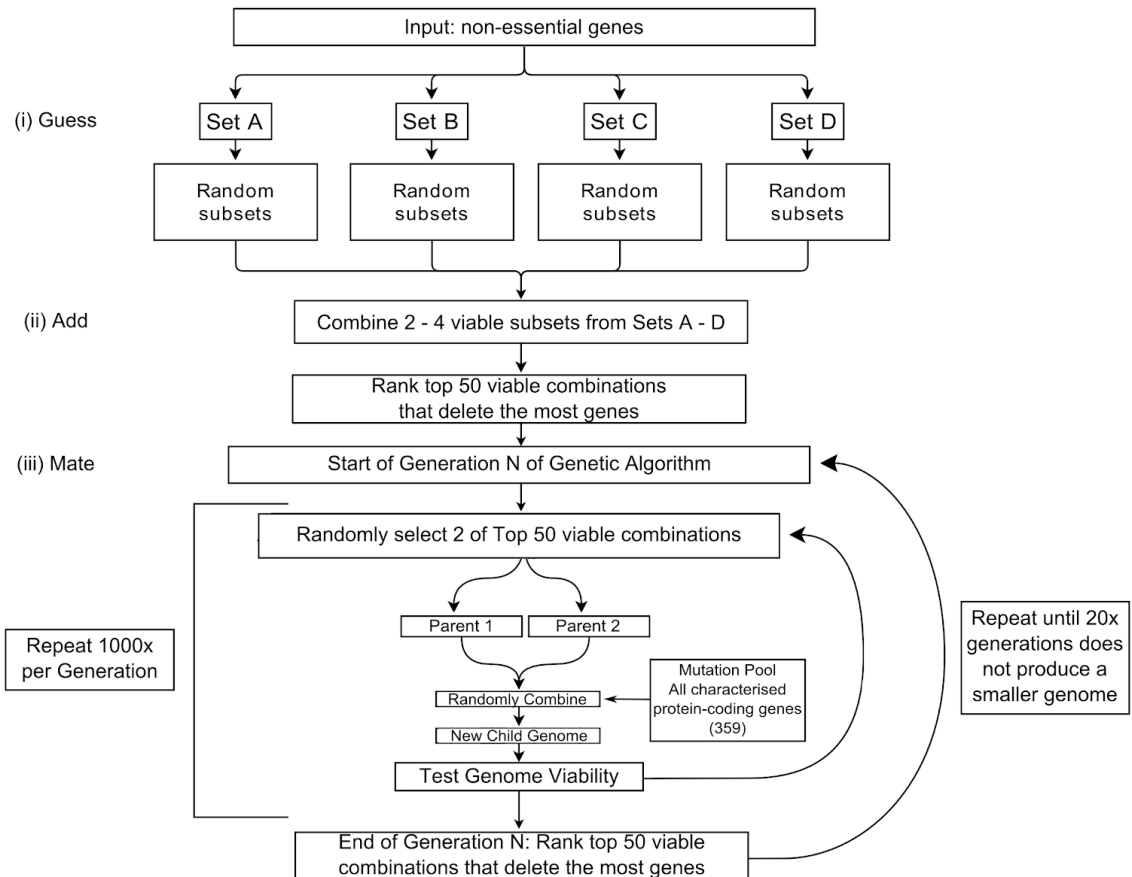 Input: non-essential genes
(i) Guess
Set A
Set B
Set C
Set D
Random
subsets
Random
subsets
Random
subsets
Random
subsets
(ii) Add
Combine 2 - 4 viable subsets from Sets A - D
Rank top 50 viable combinations
that delete the most genes
(iii) Mate
Start of Generation N of Genetic Algorithm
Randomly select 2 of Top 50 viable combinations
Parent 1
Parent 2
Repeat 1000x
per Generation
Repeat until 20x
generations does
not produce a
smaller genome
Mutation Pool
All characterised
protein-coding genes
(359)
Randomly Combine
New Child Genome
Test Genome Viability
End of Generation N: Rank top 50 viable
combinations that delete the most genes